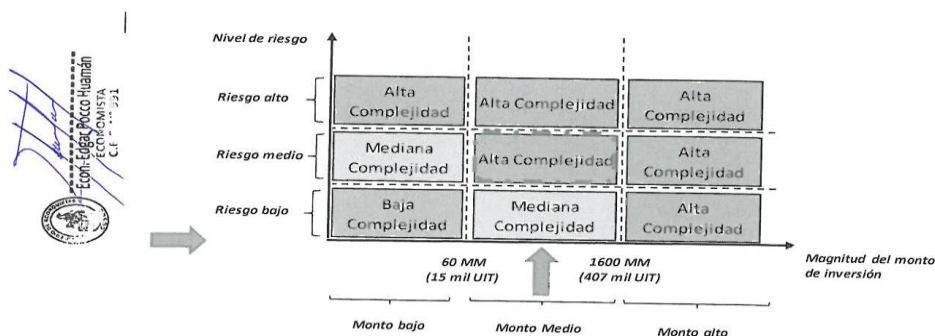 Nivel de riesgo
Econ. Edgar Pocco Huamán
ECONOMISTA
Riesgo alto
Alta Complejidad
Alta Complejidad
Alta Complejidad
Riesgo medio
Mediana Complejidad
Alta Complejidad
Alta Complejidad
Riesgo bajo
Baja Complejidad
Mediana Complejidad
Alta Complejidad
60 MM
(15 mil UIT)
1600 MM
(407 mil UIT)
Magnitud del monto
de inversión
Monto bajo
Monto Medio
Monto alto